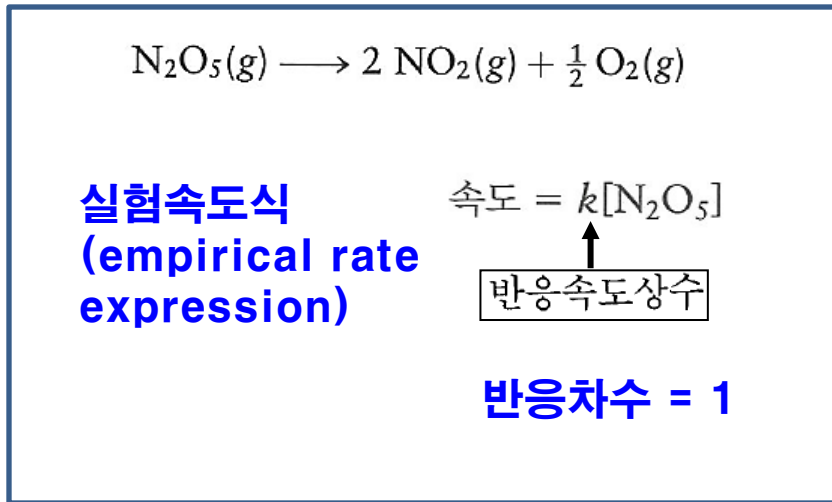 N₂O₅(g) ⟶ 2 NO₂(g) + ½ O₂(g)
실험속도식
(empirical rate
expression)
속도 = k[N₂O₅]
반응속도상수
반응차수 = 1